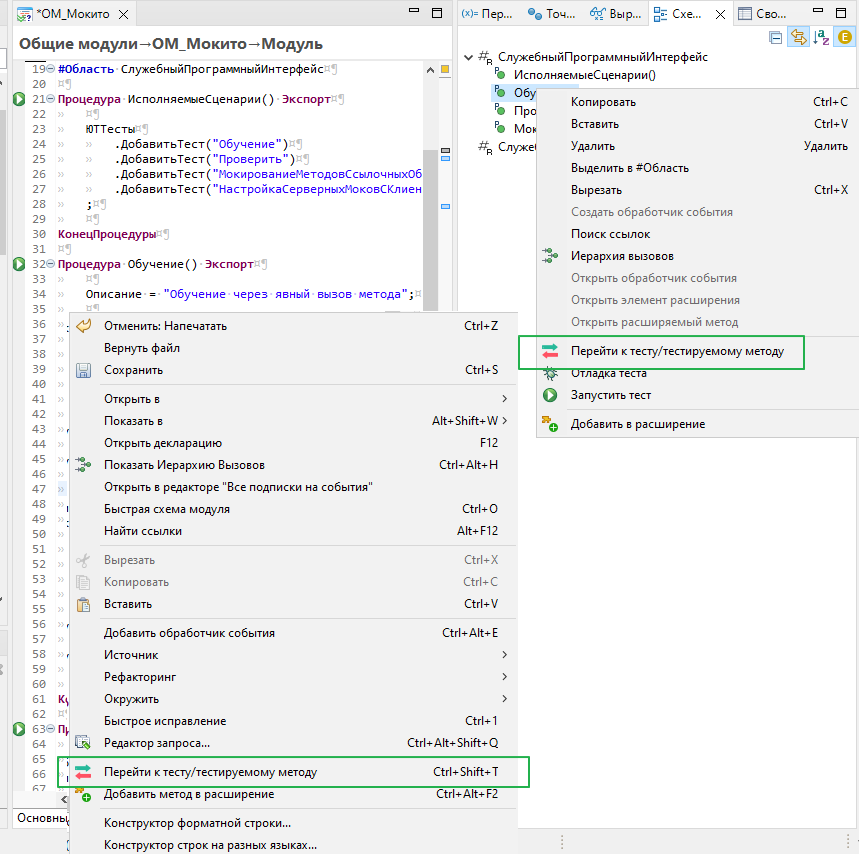 *ОМ_Мокито
Общие модули→ОМ_Мокито→Модуль
19 #Область СлужебныйПрограммныйИнтерфейс¤¶
20 ¤¶
21 Процедура ИсполняемыеСценарии() Экспорт¤¶
22 » ¤¶
23 » ЮТТесты¤¶
24 » » .ДобавитьТест("Обучение")¤¶
25 » » .ДобавитьТест("Проверить")¤¶
26 » » .ДобавитьТест("МокированиеМетодовСсылочныхОб
27 » » .ДобавитьТест("НастройкаСерверныхМоковСКлиен
28 » ;¤¶
29 » ¤¶
30 КонецПроцедуры¤¶
31 ¤¶
32 Процедура Обучение() Экспорт¤¶
33 » ¤¶
34 » Описание = "Обучение через явный вызов метода";¤
35 » ¤¶
36 »
37 »
38 »
39 »
40 »
41 »
42 »
43 »
44 »
45 »
46 »
47 »
48 »
49 »
50 »
51 »
52 »
53 »
54 »
55 »
56 »
57 »
58 »
59 »
60 »
61 Ко
62 ¤¶
63 Пр
64 »
65 »
66 »
67 »
Основны
Отменить: Напечатать Ctrl+Z
Вернуть файл
Сохранить Ctrl+S
Открыть в
Показать в Alt+Shift+W
Открыть декларацию F12
Показать Иерархию Вызовов Ctrl+Alt+H
Открыть в редакторе "Все подписки на события"
Быстрая схема модуля Ctrl+O
Найти ссылки Alt+F12
Вырезать Ctrl+X
Копировать Ctrl+C
Вставить Ctrl+V
Добавить обработчик события Ctrl+Alt+E
Источник
Рефакторинг
Окружить
Быстрое исправление Ctrl+1
Редактор запроса... Ctrl+Alt+Shift+Q
Перейти к тесту/тестируемому методу Ctrl+Shift+T
Добавить метод в расширение Ctrl+Alt+F2
Конструктор форматной строки...
Конструктор строк на разных языках...
(x)= Пер... Точ... Выр... Схе... Сво...
СлужебныйПрограммныйИнтерфейс
ИсполняемыеСценарии()
Обу
Про
Мок
Служеб
Копировать Ctrl+C
Вставить Ctrl+V
Удалить Удалить
Выделить в #Область
Вырезать Ctrl+X
Создать обработчик события
Поиск ссылок
Иерархия вызовов
Открыть обработчик события
Открыть элемент расширения
Открыть расширяемый метод
Перейти к тесту/тестируемому методу
Отладка теста
Запустить тест
Добавить в расширение